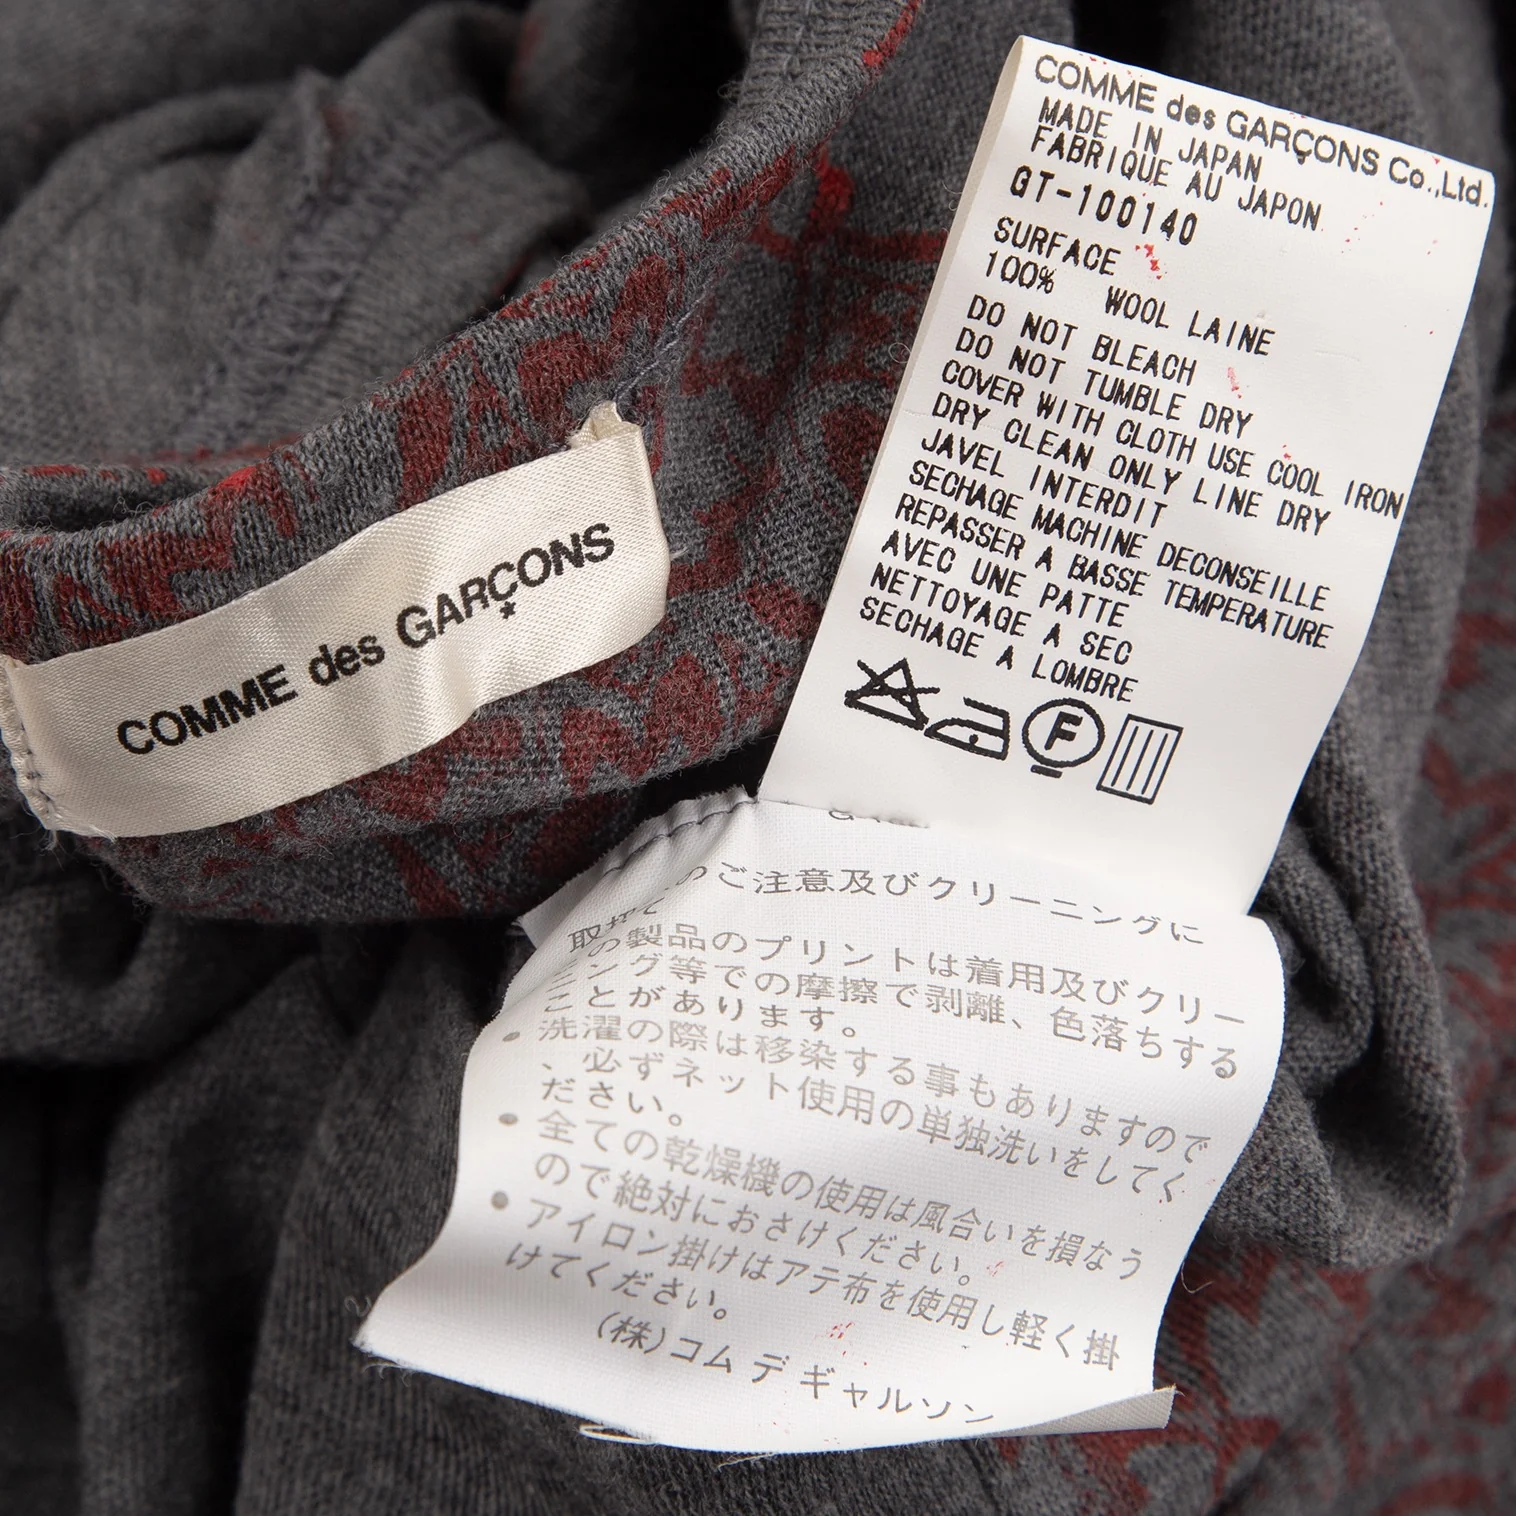 COMME des GARÇONS
*
COMME des GARÇONS Co.,Ltd.
MADE IN JAPAN
FABRIQUE AU JAPON
GT-100140
SURFACE
100% WOOL LAINE
DO NOT BLEACH
DO NOT TUMBLE DRY
COVER WITH CLOTH USE COOL IRON
DRY CLEAN ONLY LINE DRY
JAVEL INTERDIT
SECHAGE MACHINE DECONSEILLE
REPASSER A BASSE TEMPERATURE
AVEC UNE PATTE
NETTOYAGE A SEC
SECHAGE A LOMBRE
F
のご注意及びクリーニングに
取扱
の製品のプリントは着用及びクリー
ニング等での摩擦で剥離、色落ちする
ことがあります。
• 洗濯の際は移染する事もありますので
、必ずネット使用の単独洗いをしてく
ださい。
• 全ての乾燥機の使用は風合いを損なう
ので絶対におさけください。
• アイロン掛けはアテ布を使用し軽く掛
けてください。
(株)コム デ ギャルソン